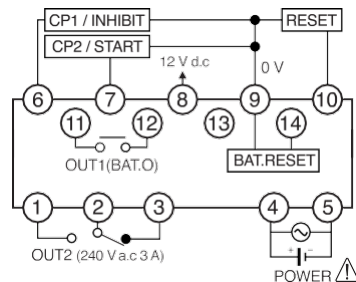 CP1 / INHIBIT
RESET
CP2 / START
12 V d.c
0 V
6
7
8
9
10
11
12
13
14
OUT1(BAT.O)
BAT.RESET
1
2
3
4
5
OUT2 (240 V a.c 3 A)
+
−
POWER
!